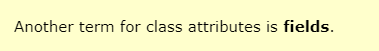 Another term for class attributes is fields.